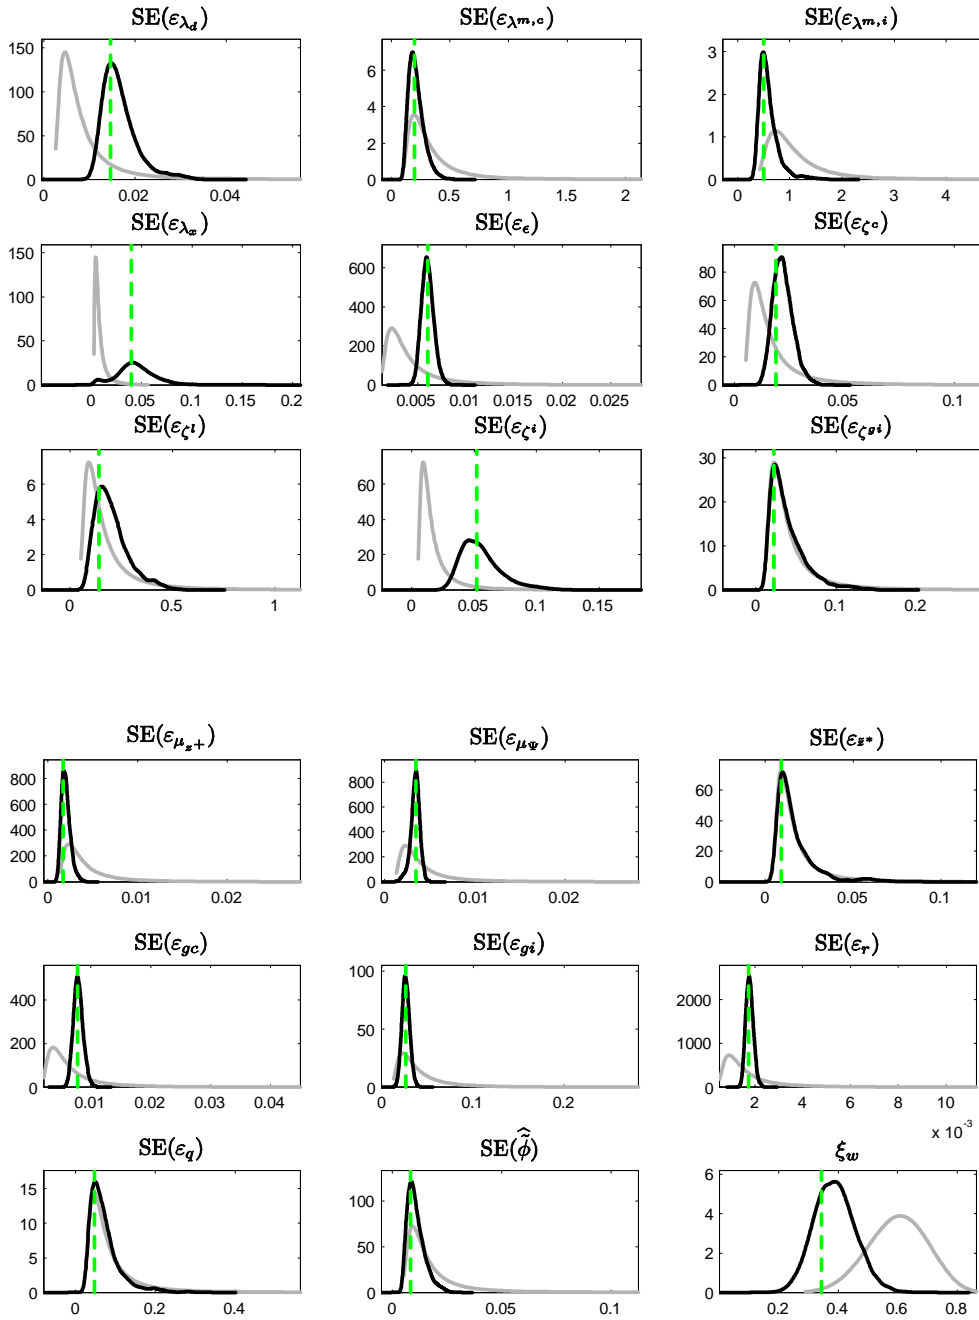 SE(ε_{λ_d}) SE(ε_{λ^{m,c}}) SE(ε_{λ^{m,i}})
150 100 50 0
0 0.02 0.04
6 4 2 0
0 0.5 1 1.5 2
3 2 1 0
0 1 2 3 4
SE(ε_{λ_x}) SE(ε_ϵ) SE(ε_{ζ^c})
150 100 50 0
0 0.05 0.1 0.15 0.2
600 400 200 0
0.005 0.01 0.015 0.02 0.025
80 60 40 20 0
0 0.05 0.1
SE(ε_{ζ^l}) SE(ε_{ζ^i}) SE(ε_{ζ^{gi}})
6 4 2 0
0 0.5 1
60 40 20 0
0 0.05 0.1 0.15
30 20 10 0
0 0.1 0.2
SE(ε_{μ_{z^+}}) SE(ε_{μ_Ψ}) SE(ε_{z̃^*})
800 600 400 200 0
0 0.01 0.02
800 600 400 200 0
0 0.01 0.02
60 40 20 0
0 0.05 0.1
SE(ε_{gc}) SE(ε_{gi}) SE(ε_r)
400 200 0
0.01 0.02 0.03 0.04
100 50 0
0 0.1 0.2
2000 1000 0
2 4 6 8 10
x 10^{-3}
SE(ε_q) SE(\widehat{\tilde{ϕ}}) ξ_w
15 10 5 0
0 0.2 0.4
100 50 0
0 0.05 0.1
6 4 2 0
0.2 0.4 0.6 0.8